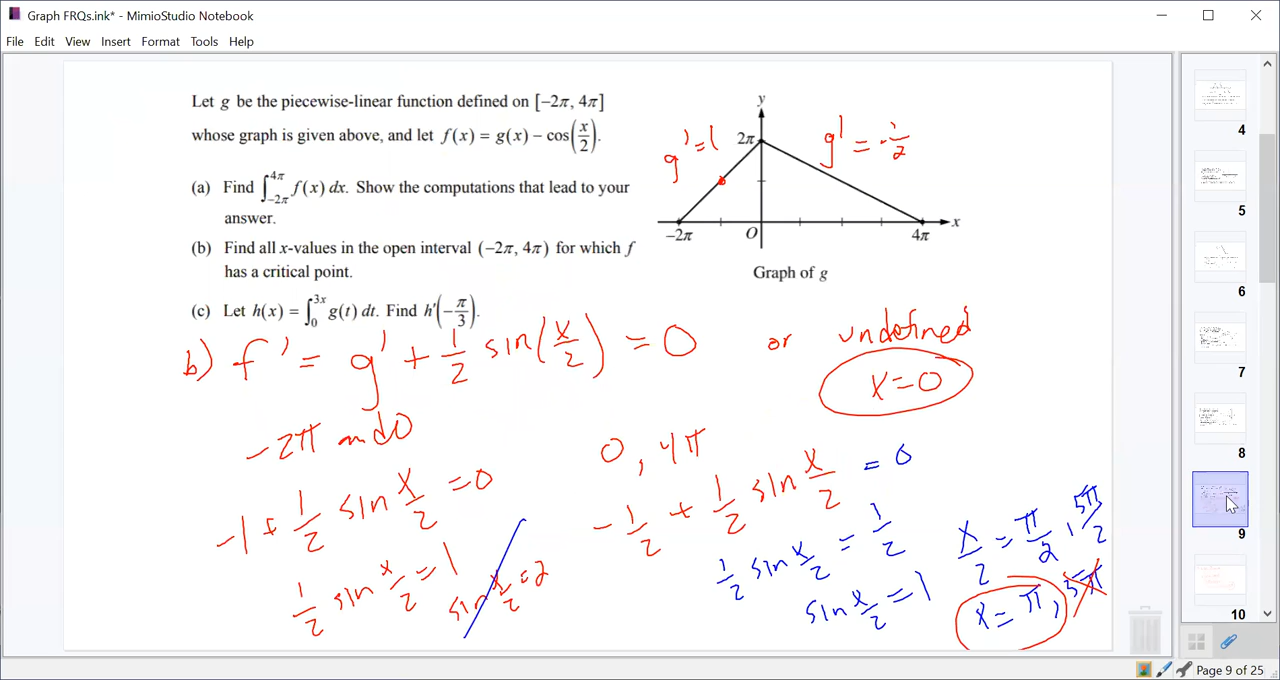 Graph FRQs.ink* - MimioStudio Notebook
File Edit View Insert Format Tools Help
Let g be the piecewise-linear function defined on [−2π, 4π]
whose graph is given above, and let f(x) = g(x) − cos(x/2).
(a) Find ∫_{−2π}^{4π} f(x) dx. Show the computations that lead to your
answer.
(b) Find all x-values in the open interval (−2π, 4π) for which f
has a critical point.
(c) Let h(x) = ∫_0^{3x} g(t) dt. Find h′(−π/3).
y
2π
g′=1
g′ = -1/2
−2π
O
4π
x
Graph of g
b) f′ = g′ + 1/2 sin(x/2) = 0 or undefined
x=0
-2π and 0
0, 4π
-1 + 1/2 sin x/2 = 0
1/2 sin x/2 = 1
sin x/2 = 2
-1/2 + 1/2 sin x/2 = 0
1/2 sin x/2 = 1/2
sin x/2 = 1
x/2 = π/2, 5π/2
x = π, 5π
4
5
6
7
8
9
10
Page 9 of 25